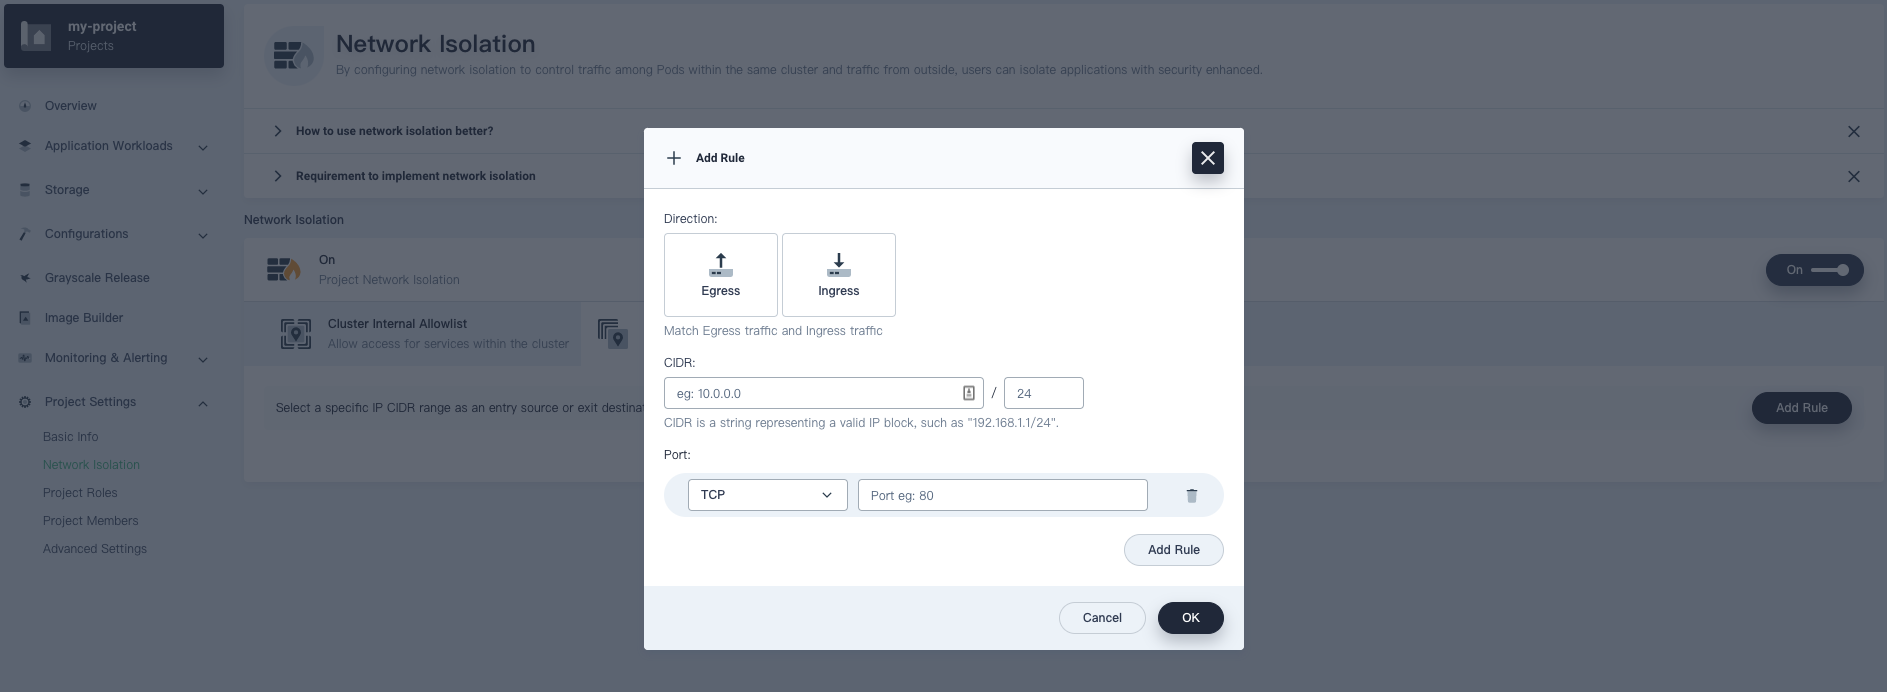 my-project
Projects
Overview
Application Workloads
Storage
Configurations
Grayscale Release
Image Builder
Monitoring & Alerting
Project Settings
Basic Info
Network Isolation
Project Roles
Project Members
Advanced Settings
Network Isolation
By configuring network isolation to control traffic among Pods within the same cluster and traffic from outside, users can isolate applications with security enhanced.
How to use network isolation better?
Requirement to implement network isolation
Network Isolation
On
Project Network Isolation
On
Cluster Internal Allowlist
Allow access for services within the cluster
Select a specific IP CIDR range as an entry source or exit destinat
Add Rule
Add Rule
Direction:
Egress
Ingress
Match Egress traffic and Ingress traffic
CIDR:
eg: 10.0.0.0 / 24
CIDR is a string representing a valid IP block, such as "192.168.1.1/24".
Port:
TCP
Port eg: 80
Add Rule
Cancel
OK